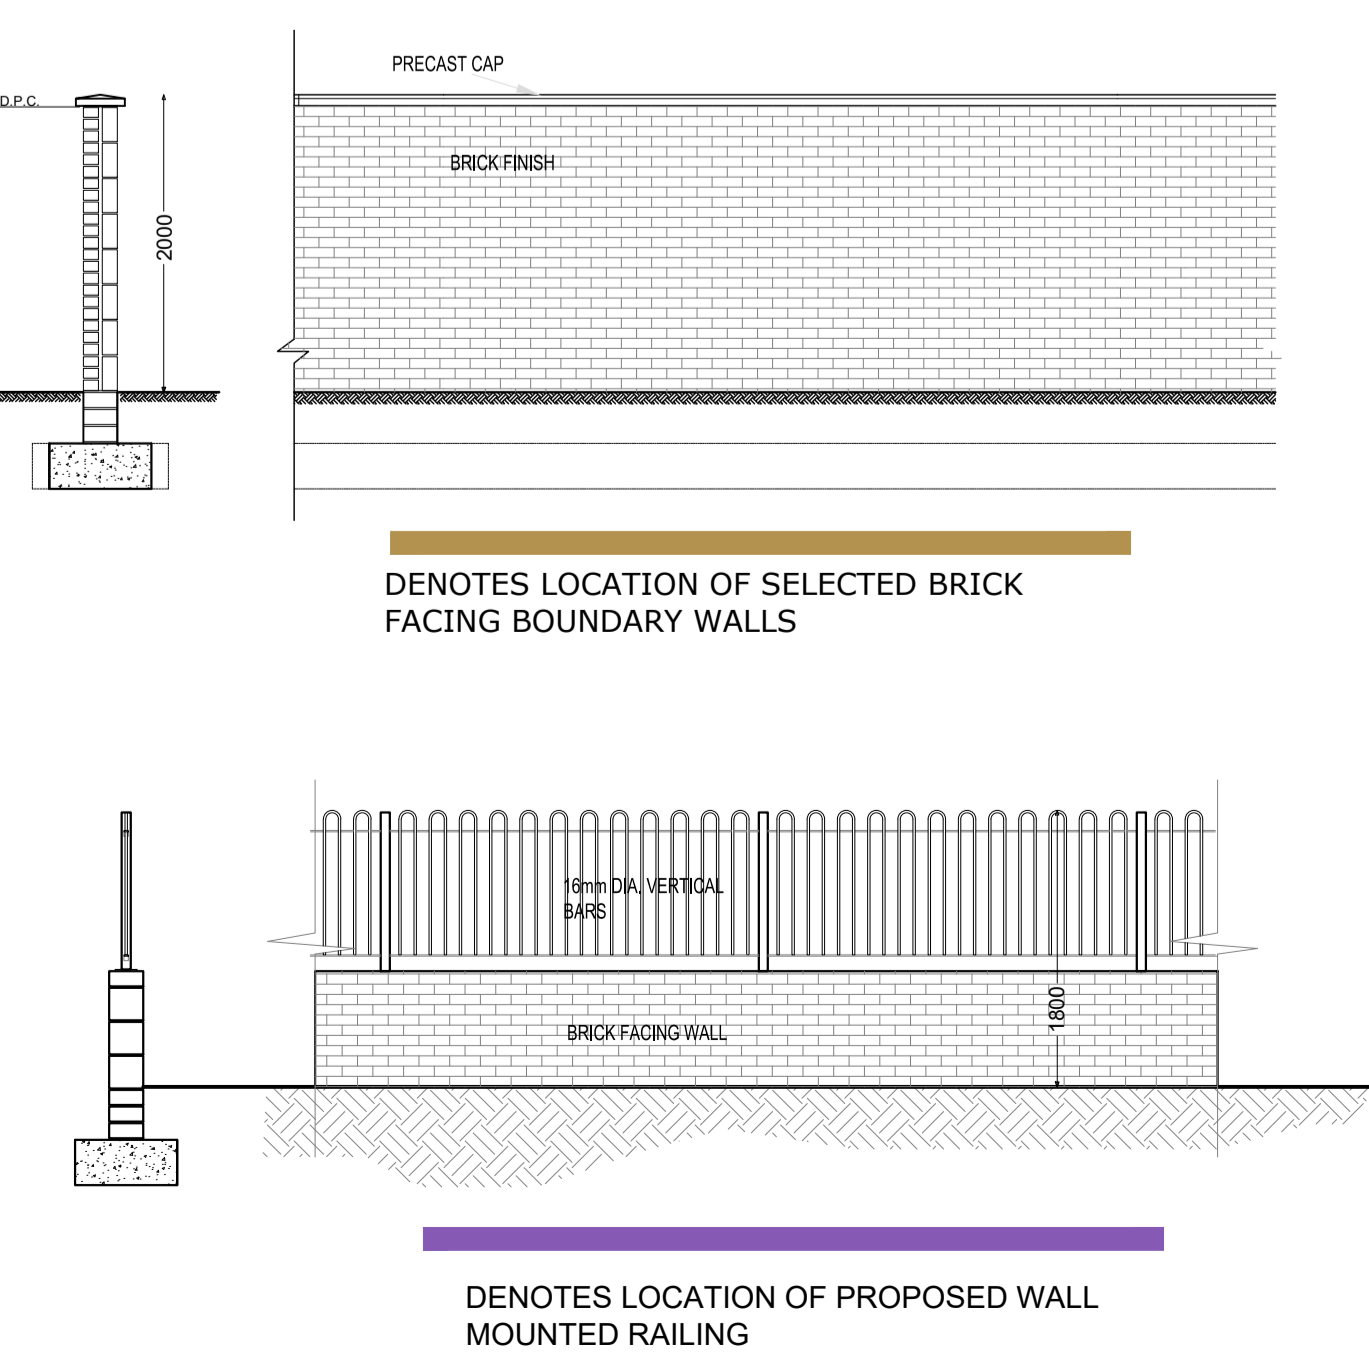 PRECAST CAP
D.P.C.
BRICK FINISH
2000
DENOTES LOCATION OF SELECTED BRICK
FACING BOUNDARY WALLS
16mm DIA. VERTICAL
BARS
1800
BRICK FACING WALL
DENOTES LOCATION OF PROPOSED WALL
MOUNTED RAILING